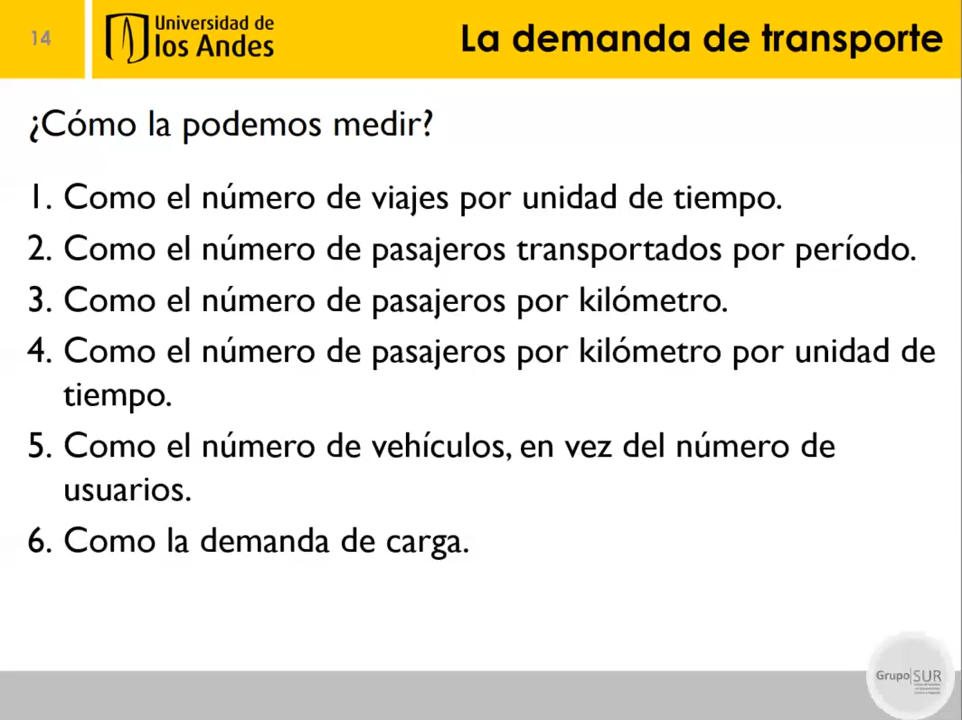 14
Universidad de
los Andes
La demanda de transporte
¿Cómo la podemos medir?
1. Como el número de viajes por unidad de tiempo.
2. Como el número de pasajeros transportados por período.
3. Como el número de pasajeros por kilómetro.
4. Como el número de pasajeros por kilómetro por unidad de
tiempo.
5. Como el número de vehículos, en vez del número de
usuarios.
6. Como la demanda de carga.
Grupo|SUR